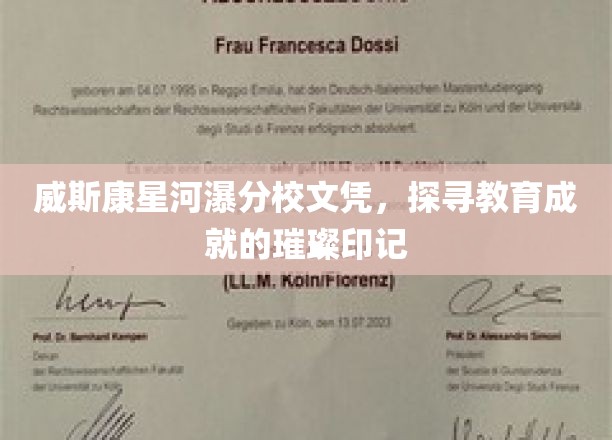 Frau Francesca Dossi
geboren am 04.07.1995 in Reggio Emilia, hat den Deutsch-Italienischen Masterstudiengang
Rechtswissenschaften der Rechtswissenschaftlichen Fakultäten der Universität zu Köln und der Università
degli Studi di Firenze erfolgreich absolviert.
威斯康星河瀑分校文凭，探寻教育成
就的璀璨印记
(LL.M. Köln/Florenz)
Gegeben zu Köln, den 13.07.2023
Prof. Dr. Bernhard Kempen
Dekan
der Rechtswissenschaftlichen Fakultät
der Universität zu Köln
Prof. Dr. Alessandro Simoni
Präsident
der Scuola di Giurisprudenza
der Università Degli Studi Firenze